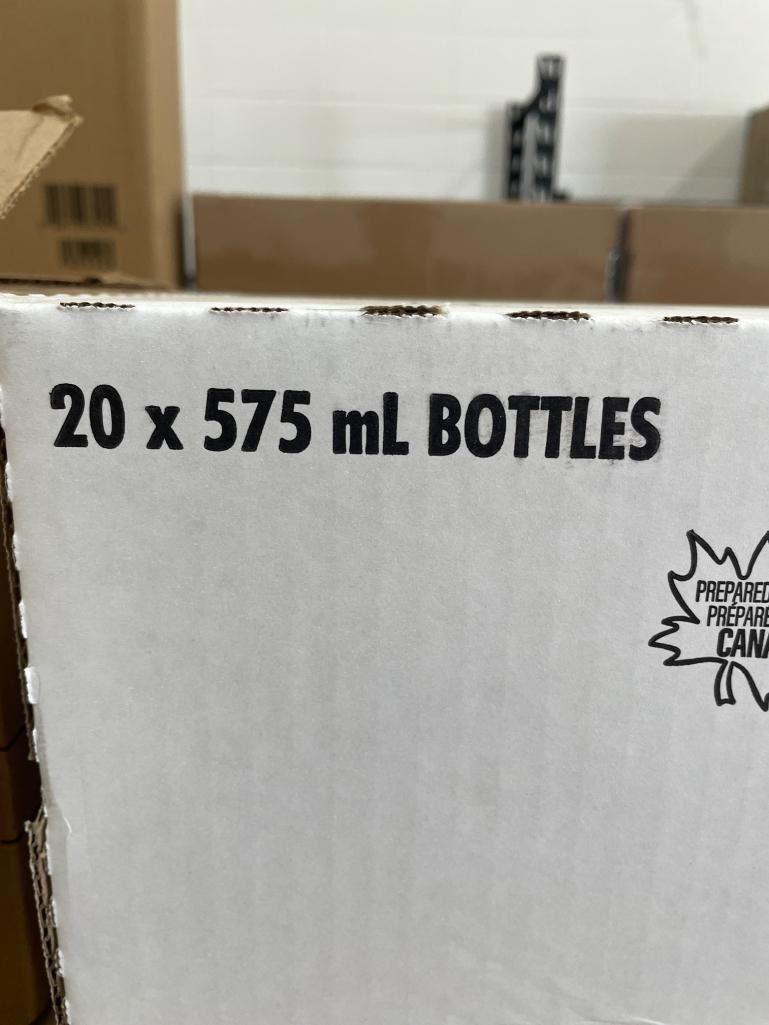 20 x 575 mL BOTTLES
PREPARED
PRÉPARÉ
CANA